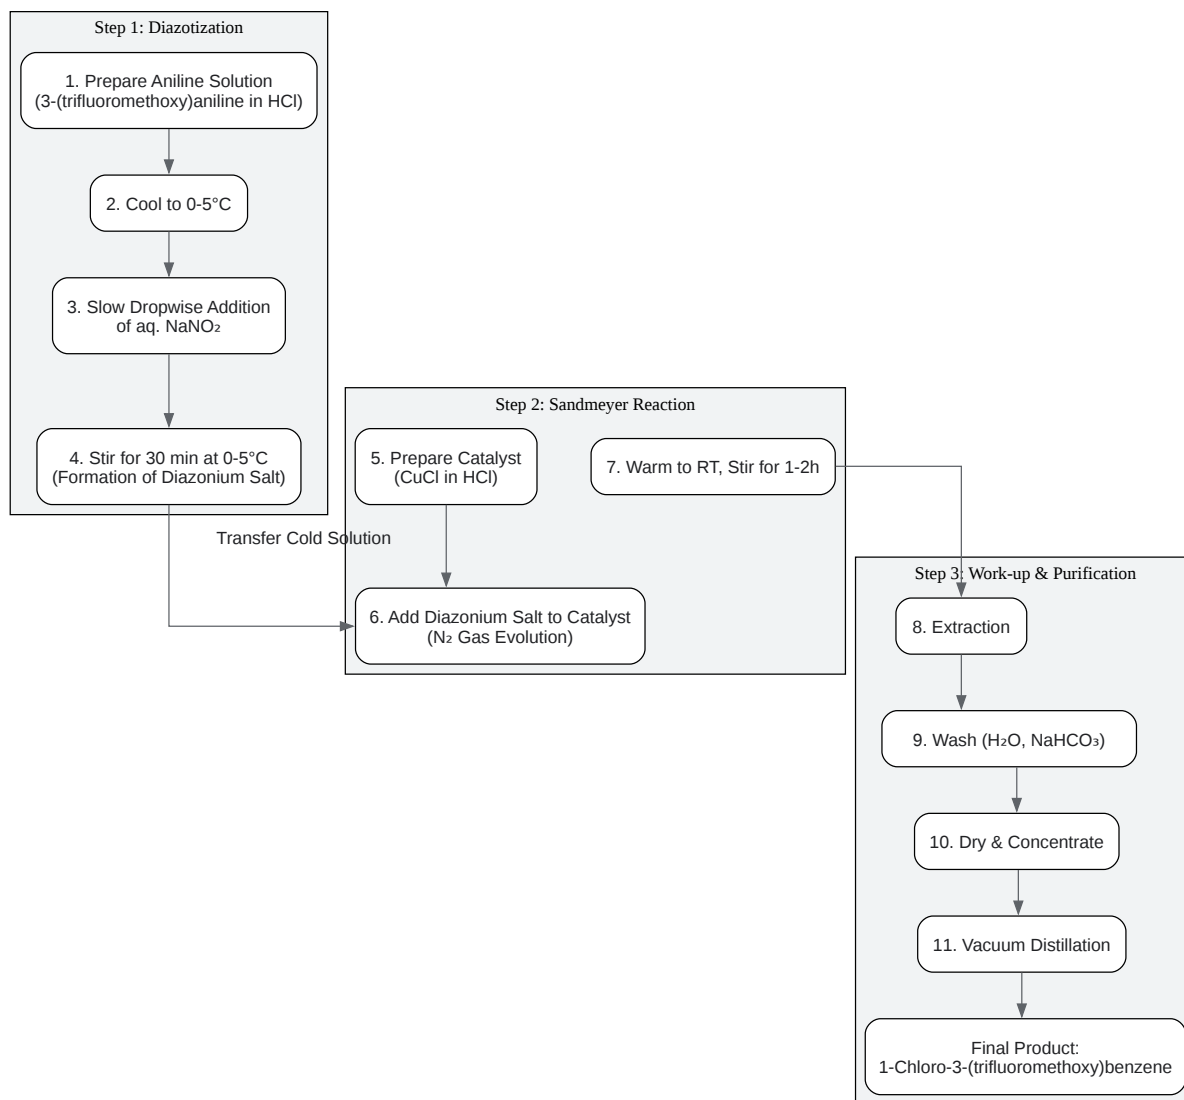 Step 1: Diazotization
1. Prepare Aniline Solution
(3-(trifluoromethoxy)aniline in HCl)
2. Cool to 0-5°C
3. Slow Dropwise Addition
of aq. NaNO₂
4. Stir for 30 min at 0-5°C
(Formation of Diazonium Salt)
Transfer Cold Solution
Step 2: Sandmeyer Reaction
5. Prepare Catalyst
(CuCl in HCl)
6. Add Diazonium Salt to Catalyst
(N₂ Gas Evolution)
7. Warm to RT, Stir for 1-2h
Step 3: Work-up & Purification
8. Extraction
9. Wash (H₂O, NaHCO₃)
10. Dry & Concentrate
11. Vacuum Distillation
Final Product:
1-Chloro-3-(trifluoromethoxy)benzene